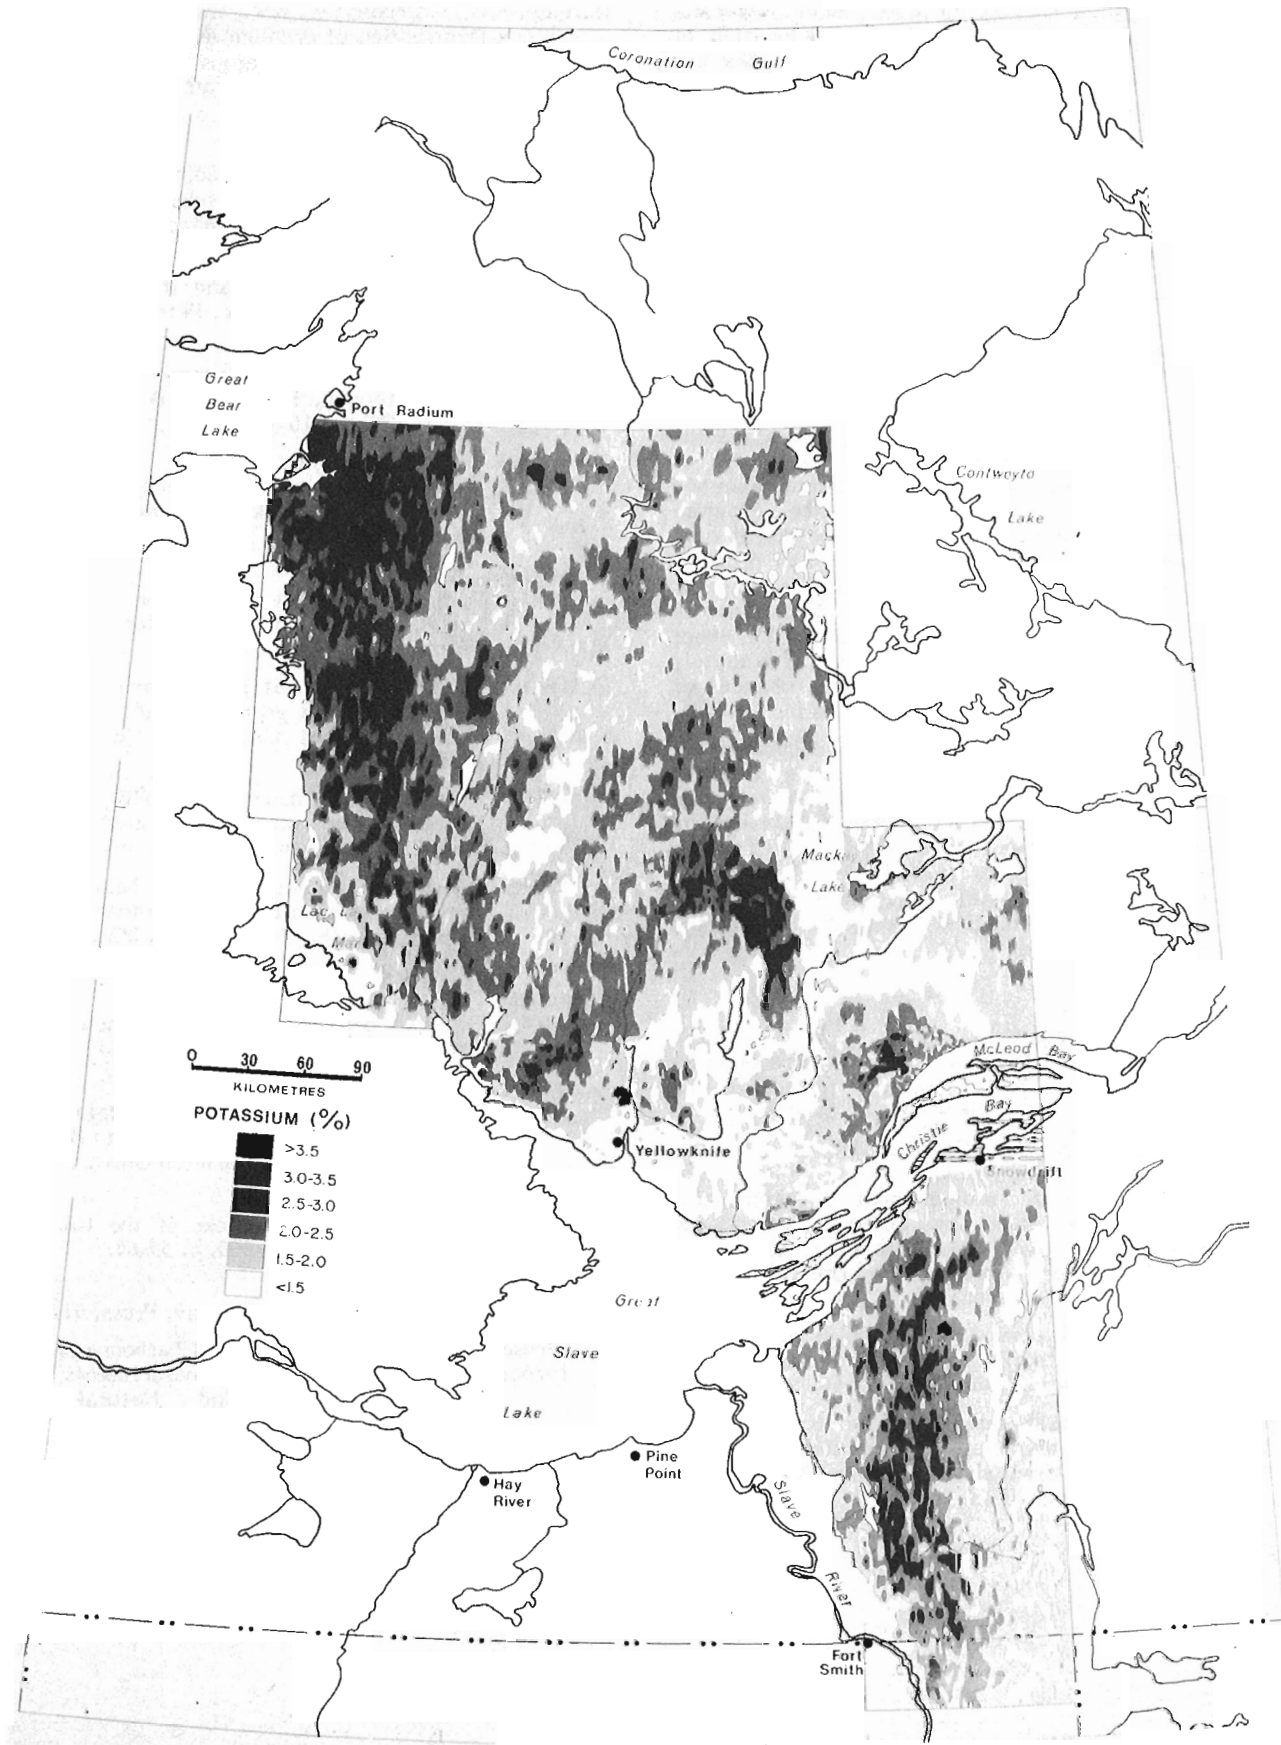 Coronation Gulf
Great
Bear
Lake
Port Radium
Contwoyto
Lake
Lake
Lac
McLeod Bay
Bay
Christie
Snowdrift
Yellowknife
0 30 60 90
KILOMETRES
POTASSIUM (%)
>3.5
3.0-3.5
2.5-3.0
2.0-2.5
1.5-2.0
<1.5
Slave
Lake
Pine
Point
Hay
River
Slave
River
Fort
Smith